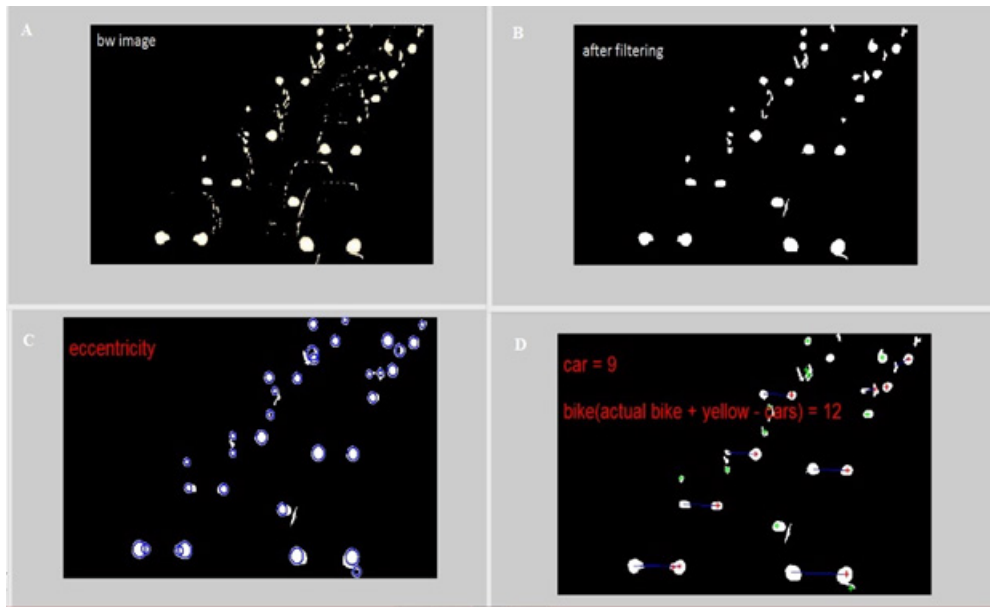 A
bw image
B
after filtering
C
eccentricity
D
car = 9
bike(actual bike + yellow - cars) = 12